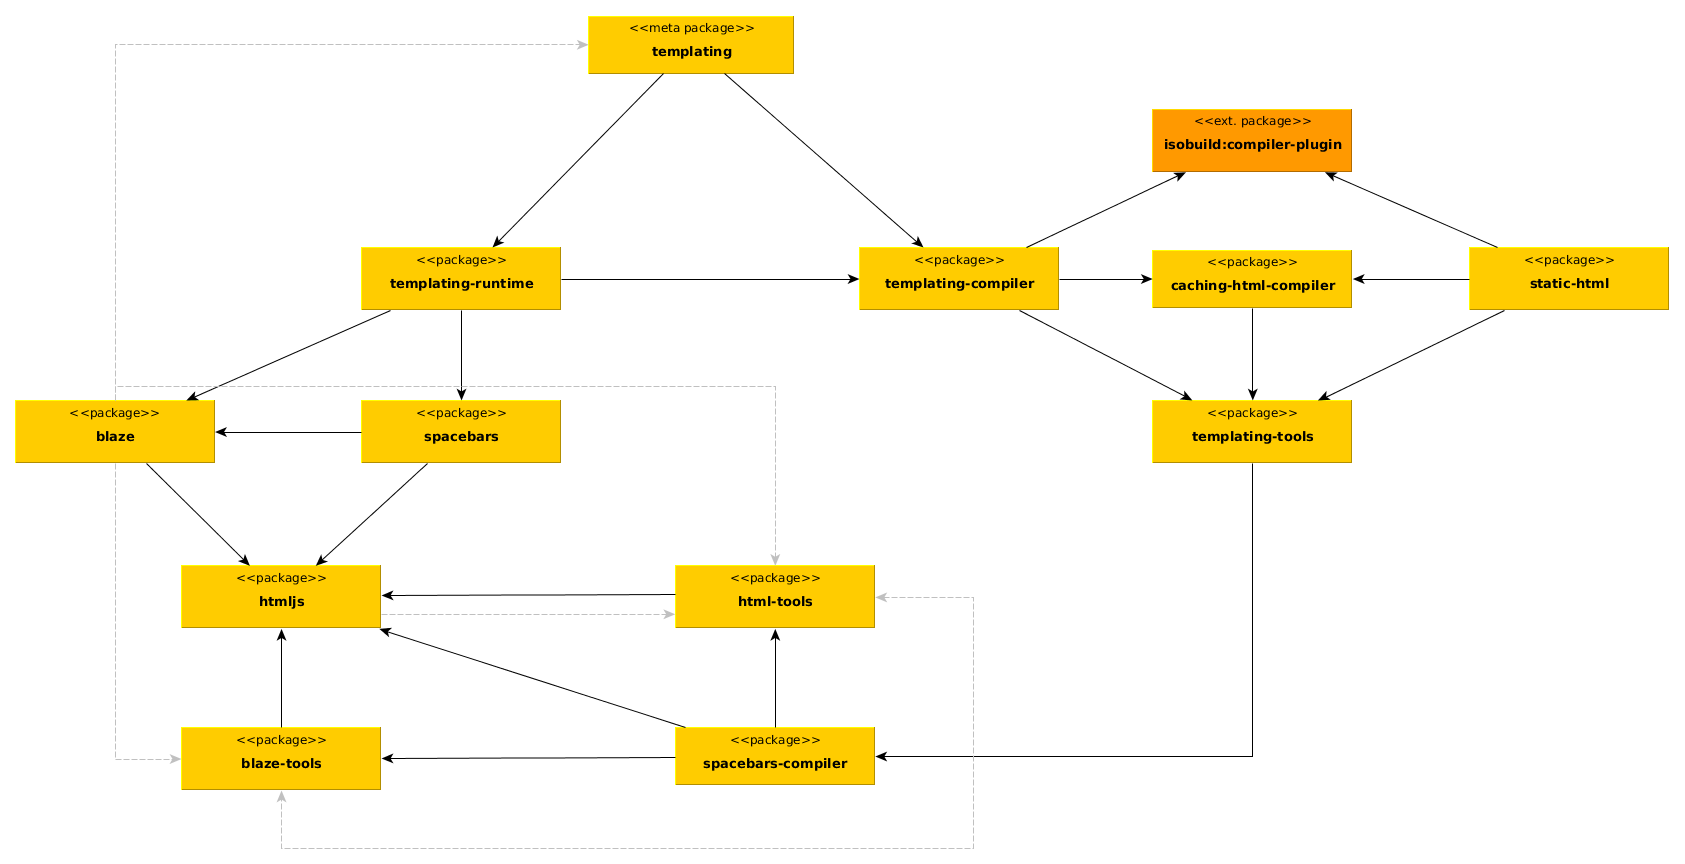 <<meta package>>
templating
<<ext. package>>
isobuild:compiler-plugin
<<package>>
templating-runtime
<<package>>
templating-compiler
<<package>>
caching-html-compiler
<<package>>
static-html
<<package>>
blaze
<<package>>
spacebars
<<package>>
templating-tools
<<package>>
htmljs
<<package>>
html-tools
<<package>>
blaze-tools
<<package>>
spacebars-compiler